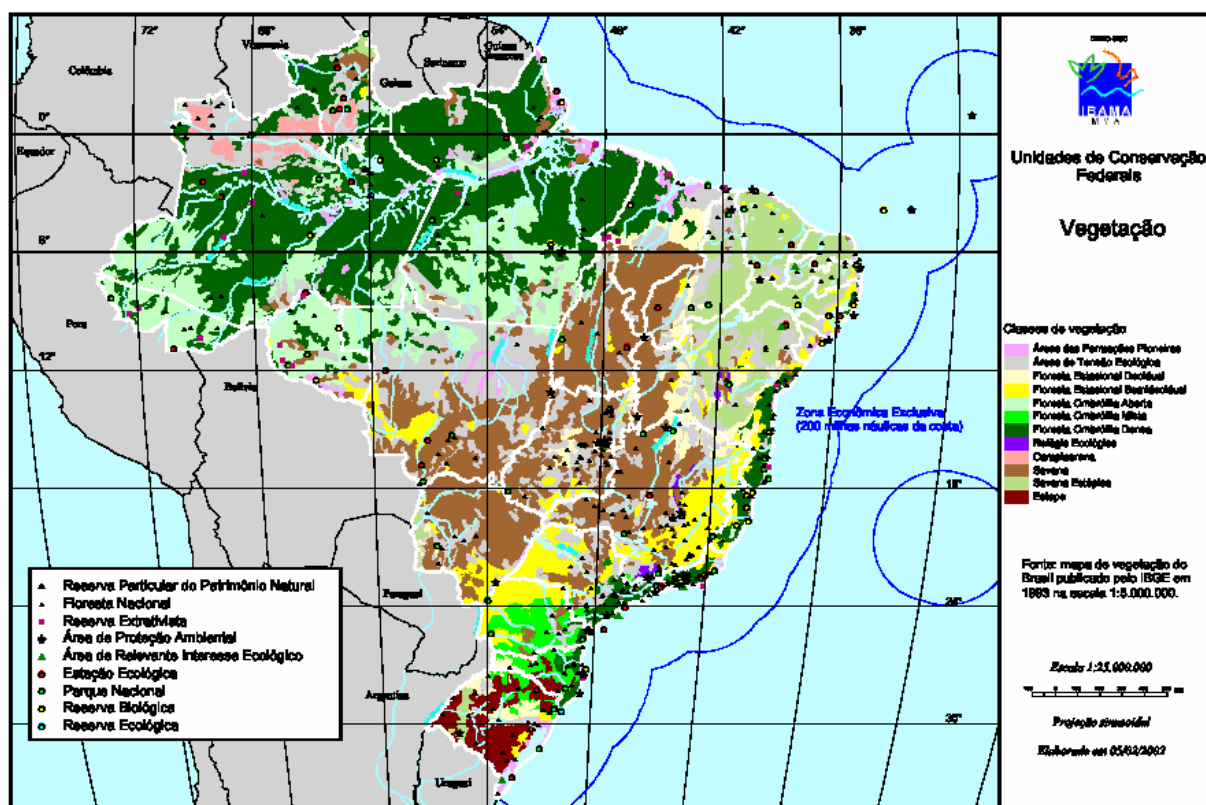 72°
54°
48°
42°
36°
Venezuela
Colômbia
Guiana
Suriname
0°
Equador
6°
Peru
12°
Bolívia
Zona Econômica Exclusiva
(200 milhas náuticas da costa)
18°
Paraguai
24°
Argentina
30°
Uruguai
Reserva Particular do Patrimônio Natural
Floresta Nacional
Reserva Extrativista
Área de Proteção Ambiental
Área de Relevante Interesse Ecológico
Estação Ecológica
Parque Nacional
Reserva Biológica
Reserva Ecológica
IBAMA
M M A
Unidades de Conservação
Federais
Vegetação
Classes de vegetação
Áreas das Formações Pioneiras
Áreas de Tensão Ecológica
Floresta Estacional Decidual
Floresta Estacional Semidecidual
Floresta Ombrófila Aberta
Floresta Ombrófila Mista
Floresta Ombrófila Densa
Refúgio Ecológico
Campinarana
Savana
Savana Estépica
Estepe
Fonte: mapa de vegetação do
Brasil publicado pelo IBGE em
1993 na escala 1:5.000.000.
Escala 1:25.000.000
Projeção sinusoidal
Elaborado em 05/02/2002